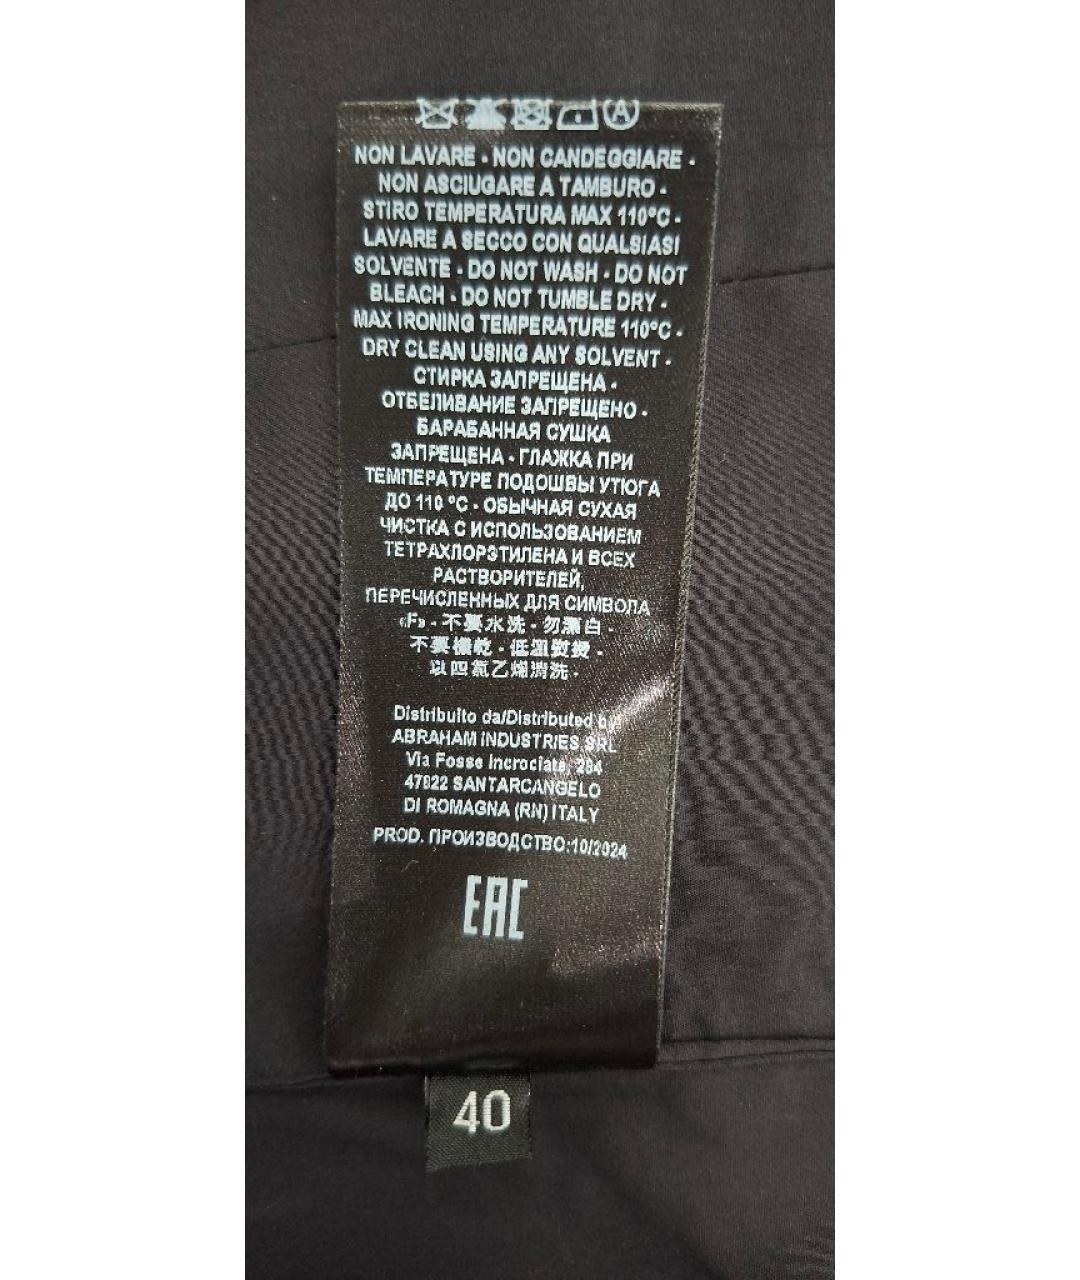 NON LAVARE - NON CANDEGGIARE -
NON ASCIUGARE A TAMBURO -
STIRO TEMPERATURA MAX 110°C -
LAVARE A SECCO CON QUALSIASI
SOLVENTE - DO NOT WASH - DO NOT
BLEACH - DO NOT TUMBLE DRY -
MAX IRONING TEMPERATURE 110°C -
DRY CLEAN USING ANY SOLVENT -
СТИРКА ЗАПРЕЩЕНА -
ОТБЕЛИВАНИЕ ЗАПРЕЩЕНО -
БАРАБАННАЯ СУШКА
ЗАПРЕЩЕНА - ГЛАЖКА ПРИ
ТЕМПЕРАТУРЕ ПОДОШВЫ УТЮГА
ДО 110 °C - ОБЫЧНАЯ СУХАЯ
ЧИСТКА С ИСПОЛЬЗОВАНИЕМ
ТЕТРАХЛОРЭТИЛЕНА И ВСЕХ
РАСТВОРИТЕЛЕЙ,
ПЕРЕЧИСЛЕННЫХ ДЛЯ СИМВОЛА
«F» - 不要水洗 - 勿漂白 -
不要機乾 - 低温熨燙 -
以四氯乙烯清洗 -
Distribuito da/Distributed by
ABRAHAM INDUSTRIES SRL
Via Fosse Incrociate, 284
47822 SANTARCANGELO
DI ROMAGNA (RN) ITALY
PROD. ПРОИЗВОДСТВО:10/2024
EAC
40